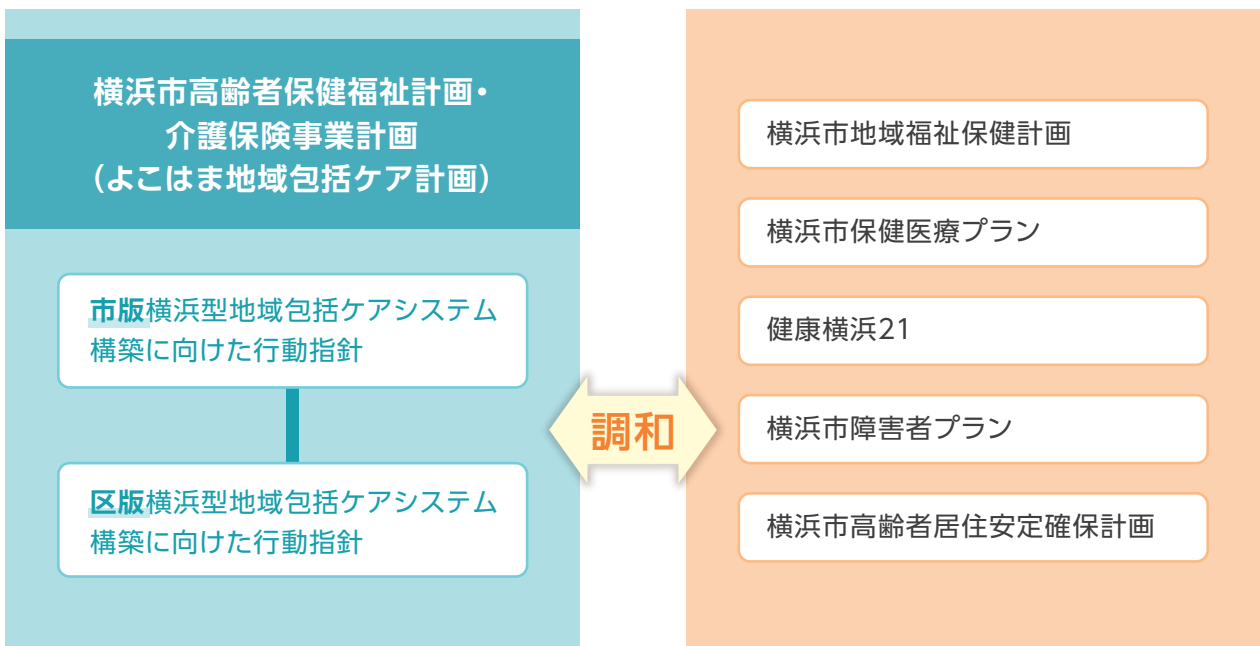 横浜市高齢者保健福祉計画・
介護保険事業計画
（よこはま地域包括ケア計画）
市版横浜型地域包括ケアシステム
構築に向けた行動指針
区版横浜型地域包括ケアシステム
構築に向けた行動指針
調和
横浜市地域福祉保健計画
横浜市保健医療プラン
健康横浜21
横浜市障害者プラン
横浜市高齢者居住安定確保計画